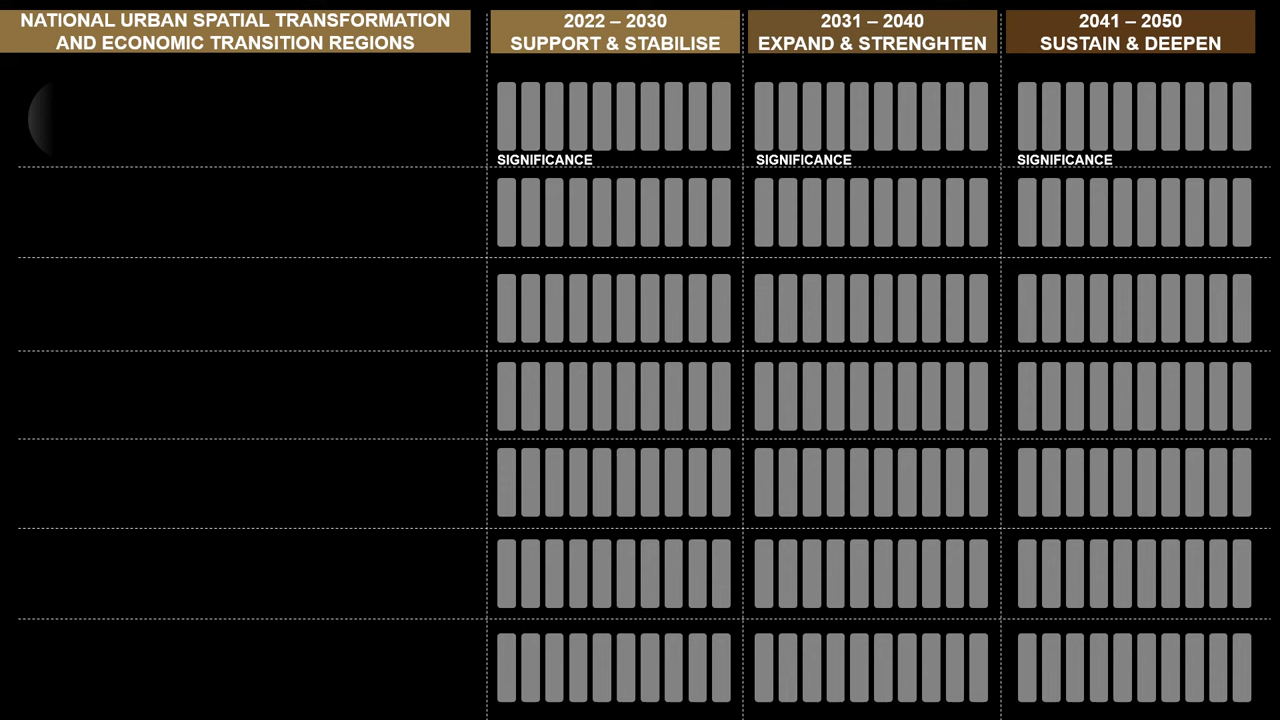 NATIONAL URBAN SPATIAL TRANSFORMATION
AND ECONOMIC TRANSITION REGIONS
2022 – 2030
SUPPORT & STABILISE
2031 – 2040
EXPAND & STRENGHTEN
2041 – 2050
SUSTAIN & DEEPEN
SIGNIFICANCE
SIGNIFICANCE
SIGNIFICANCE